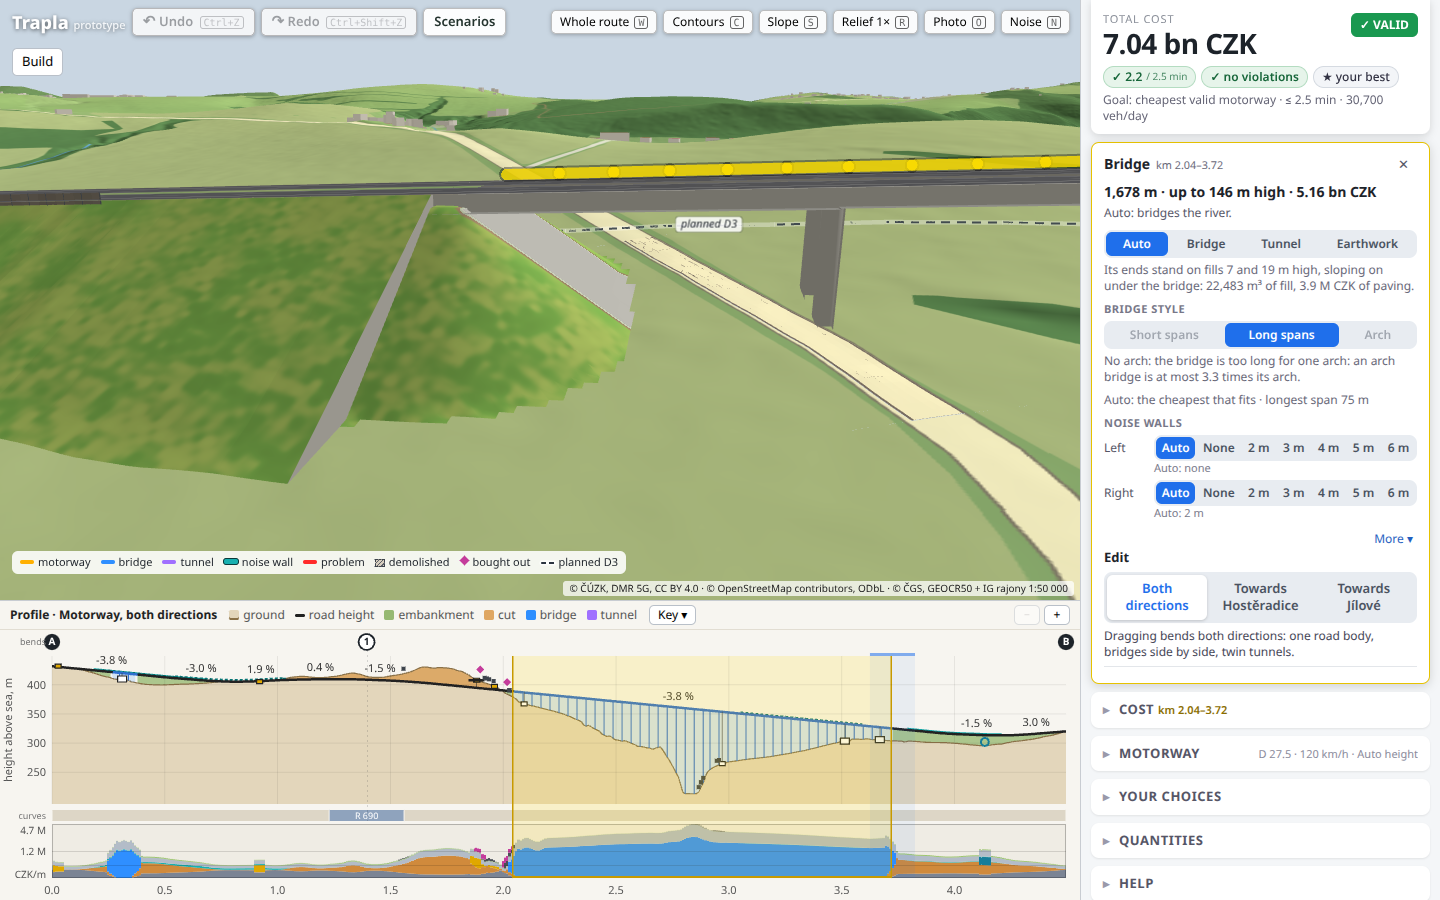 Trapla prototype
↶ Undo Ctrl+Z
↷ Redo Ctrl+Shift+Z
Scenarios
Whole route W
Contours C
Slope S
Relief 1× R
Photo O
Noise N
Build
planned D3
motorway
bridge
tunnel
noise wall
problem
demolished
bought out
planned D3
© ČÚZK, DMR 5G, CC BY 4.0 · © OpenStreetMap contributors, ODbL · © ČGS, GEOCR50 + IG rajony 1:50 000
Profile · Motorway, both directions
ground
road height
embankment
cut
bridge
tunnel
Key ▾
−
+
bends
A
1
B
-3.8 %
-3.0 %
1.9 %
0.4 %
-1.5 %
-3.8 %
-1.5 %
3.0 %
height above sea, m
400
350
300
250
curves
R 690
4.7 M
1.2 M
CZK/m
0.0
0.5
1.0
1.5
2.0
2.5
3.0
3.5
4.0
TOTAL COST
✓ VALID
7.04 bn CZK
✓ 2.2 / 2.5 min
✓ no violations
★ your best
Goal: cheapest valid motorway · ≤ 2.5 min · 30,700
veh/day
Bridge km 2.04–3.72
✕
1,678 m · up to 146 m high · 5.16 bn CZK
Auto: bridges the river.
Auto
Bridge
Tunnel
Earthwork
Its ends stand on fills 7 and 19 m high, sloping on
under the bridge: 22,483 m³ of fill, 3.9 M CZK of paving.
BRIDGE STYLE
Short spans
Long spans
Arch
No arch: the bridge is too long for one arch: an arch
bridge is at most 3.3 times its arch.
Auto: the cheapest that fits · longest span 75 m
NOISE WALLS
Left
Auto None 2 m 3 m 4 m 5 m 6 m
Auto: none
Right
Auto None 2 m 3 m 4 m 5 m 6 m
Auto: 2 m
More ▾
Edit
Both
directions
Towards
Hostěradice
Towards
Jílové
Dragging bends both directions: one road body,
bridges side by side, twin tunnels.
▸ COST km 2.04–3.72
▸ MOTORWAY D 27.5 · 120 km/h · Auto height
▸ YOUR CHOICES
▸ QUANTITIES
▸ HELP